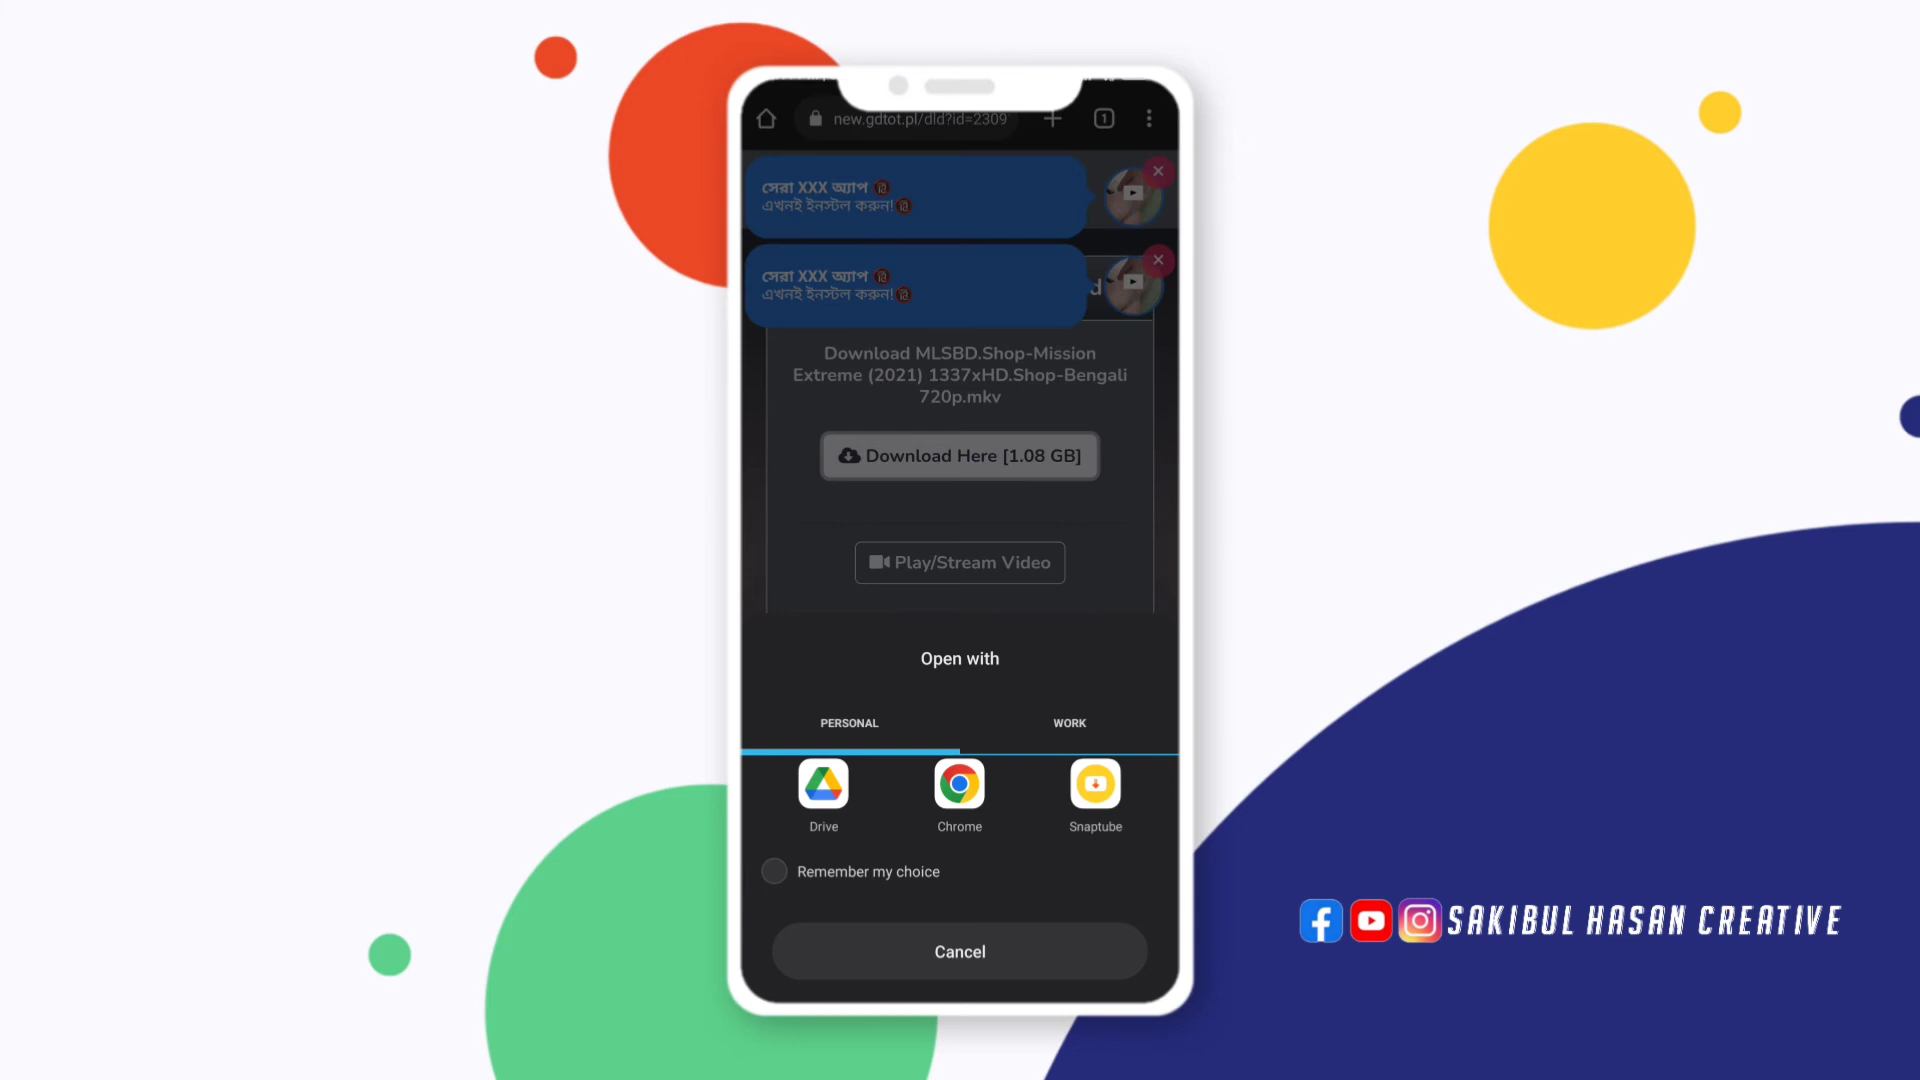 new.gdtot.pl/dld?id=2309
1
সেরা XXX অ্যাপ 🔞
এখনই ইনস্টল করুন!🔞
সেরা XXX অ্যাপ 🔞
এখনই ইনস্টল করুন!🔞
d
Download MLSBD.Shop-Mission
Extreme (2021) 1337xHD.Shop-Bengali
720p.mkv
Download Here [1.08 GB]
Play/Stream Video
Open with
PERSONAL WORK
Drive Chrome Snaptube
Remember my choice
Cancel
SAKIBUL HASAN CREATIVE